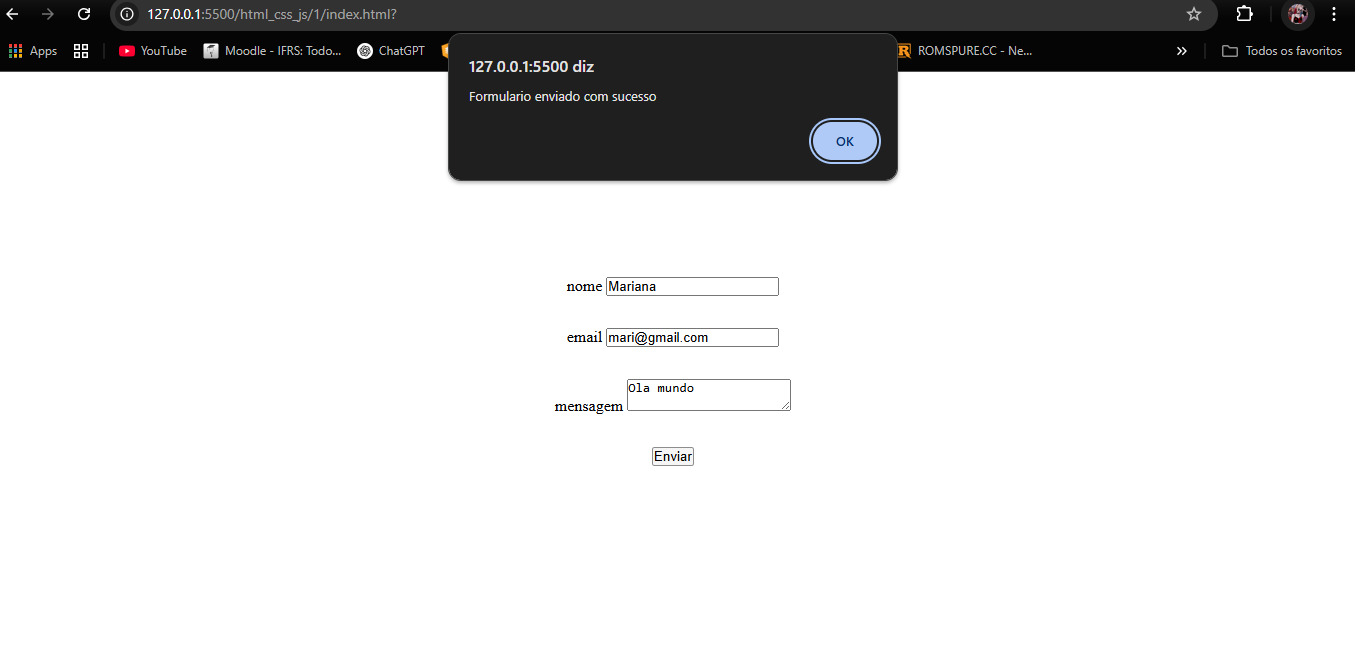 127.0.0.1:5500/html_css_js/1/index.html?
Apps YouTube Moodle - IFRS: Todo... ChatGPT ROMSPURE.CC - Ne... » Todos os favoritos
127.0.0.1:5500 diz
Formulario enviado com sucesso
OK
nome Mariana
email mari@gmail.com
mensagem Ola mundo
Enviar